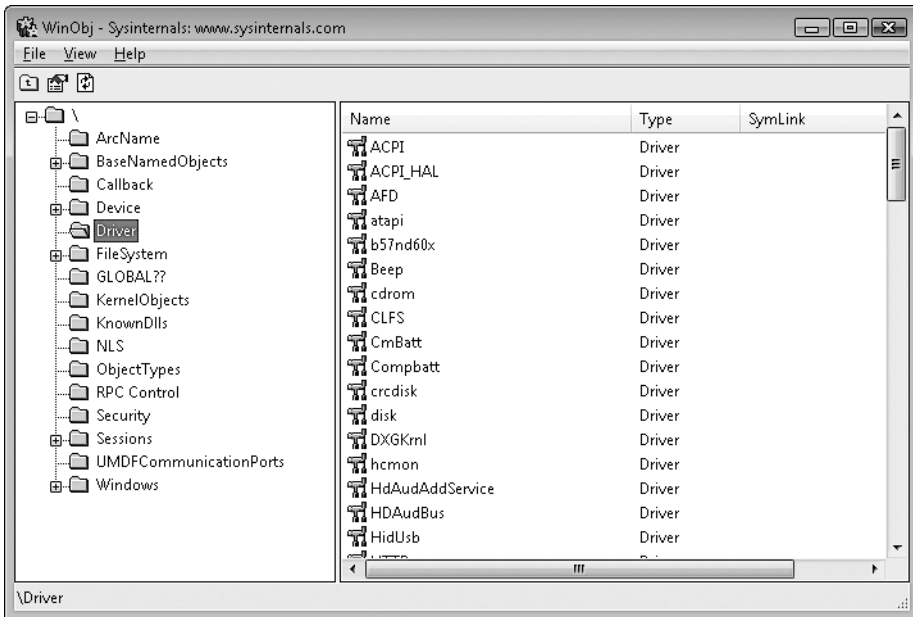 WinObj - Sysinternals: www.sysinternals.com
File View Help
\
ArcName
BaseNamedObjects
Callback
Device
Driver
FileSystem
GLOBAL??
KernelObjects
KnownDlls
NLS
ObjectTypes
RPC Control
Security
Sessions
UMDFCommunicationPorts
Windows
Name Type SymLink
ACPI Driver
ACPI_HAL Driver
AFD Driver
atapi Driver
b57nd60x Driver
Beep Driver
cdrom Driver
CLFS Driver
CmBatt Driver
Compbatt Driver
crcdisk Driver
disk Driver
DXGKrnl Driver
hcmon Driver
HdAudAddService Driver
HDAudBus Driver
HidUsb Driver
\Driver